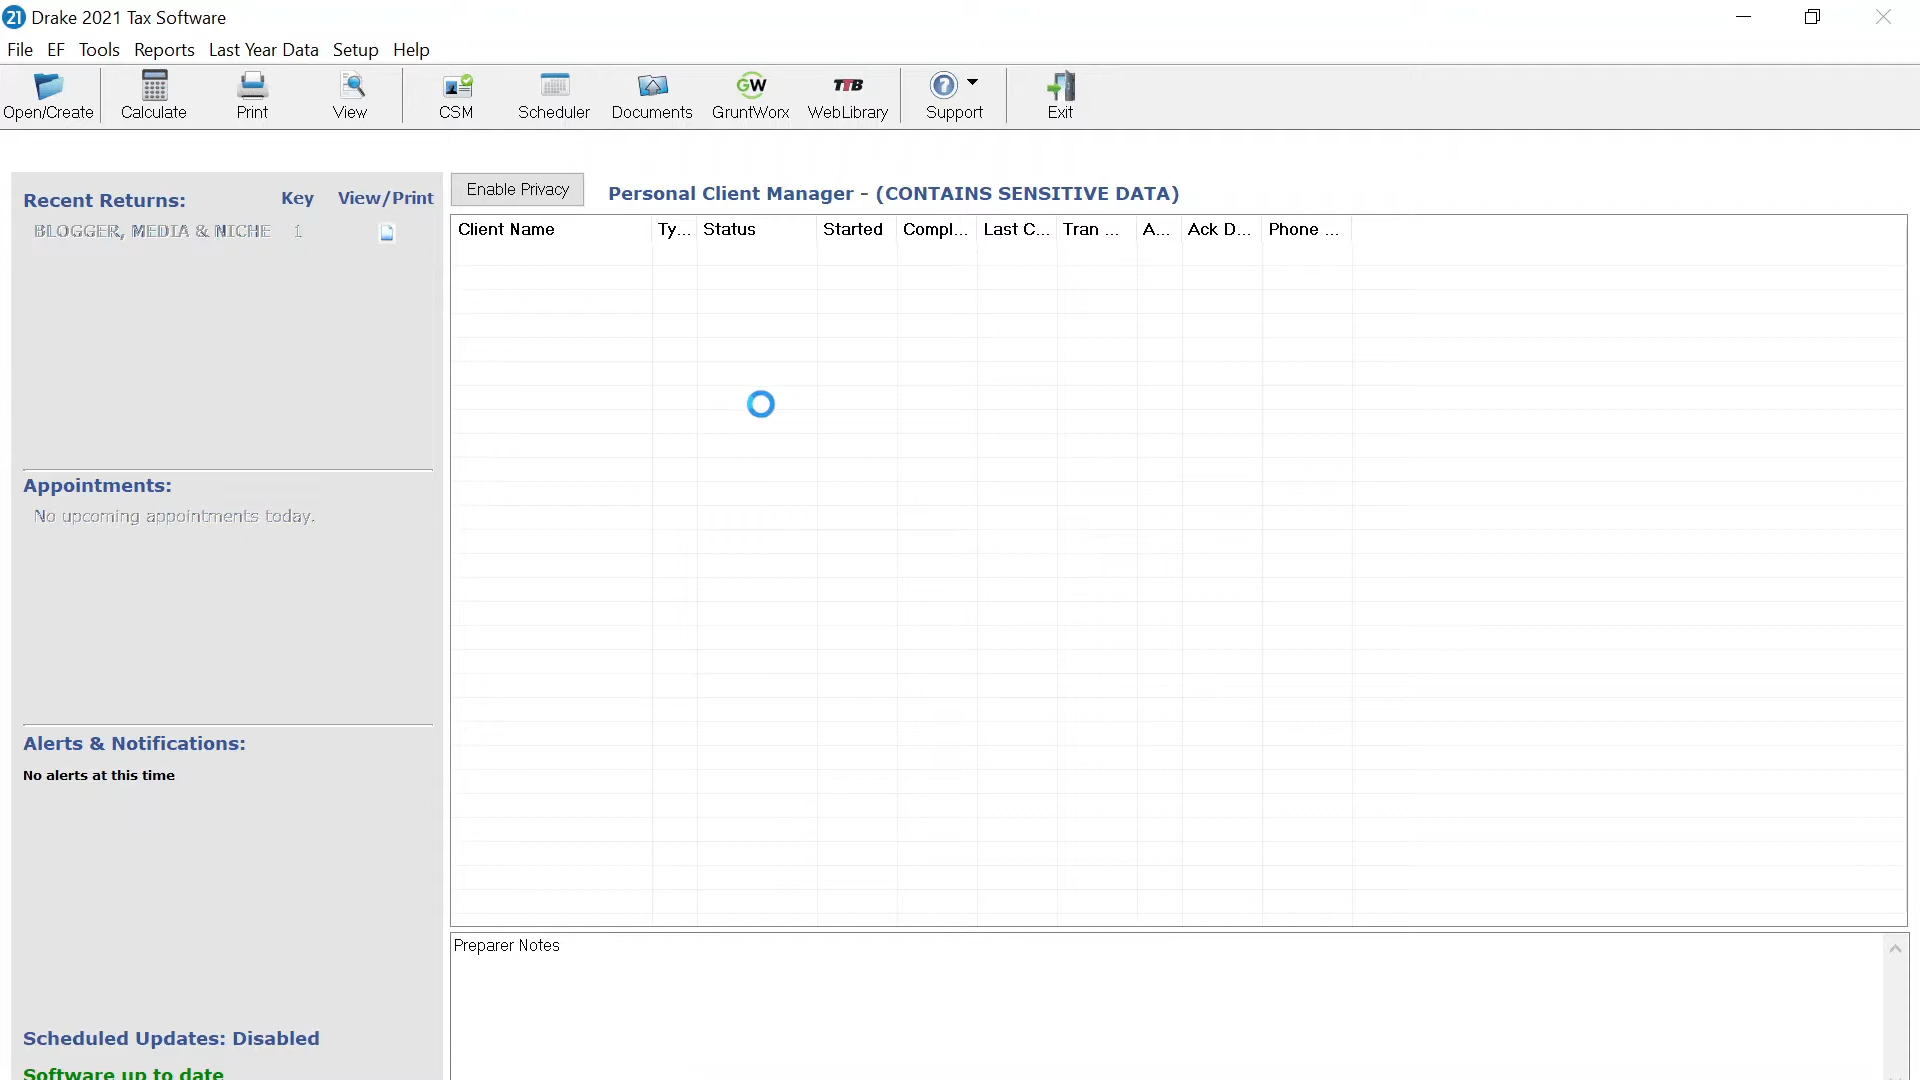 21 Drake 2021 Tax Software
File EF Tools Reports Last Year Data Setup Help
Open/Create Calculate Print View CSM Scheduler Documents GW GruntWorx TTB WebLibrary ? Support Exit
Recent Returns: Key View/Print
BLOGGER, MEDIA & NICHE 1
Enable Privacy Personal Client Manager - (CONTAINS SENSITIVE DATA)
Client Name Ty... Status Started Compl... Last C... Tran ... A... Ack D... Phone ...
Appointments:
No upcoming appointments today.
Alerts & Notifications:
No alerts at this time
Preparer Notes
Scheduled Updates: Disabled
Software up to date